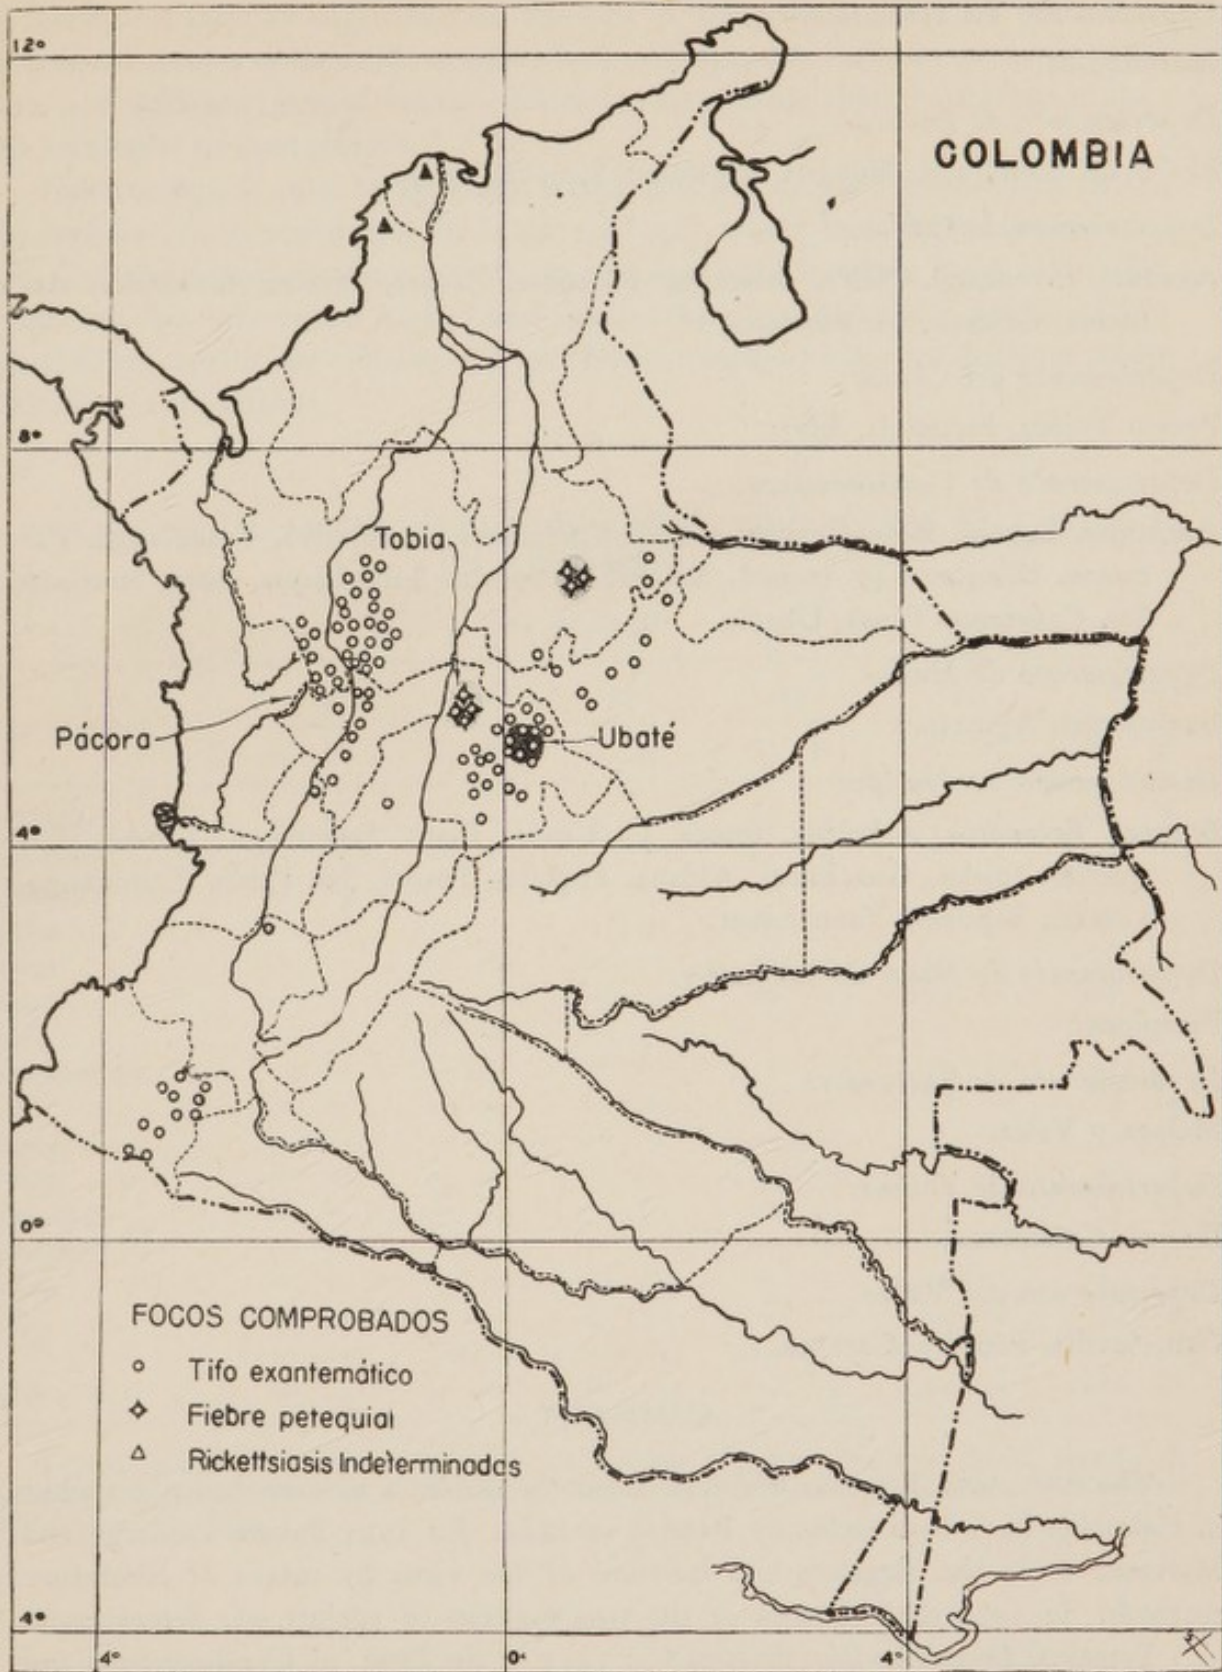 12°
COLOMBIA
8°
Tobia
Pácora
Ubaté
4°
0°
FOCOS COMPROBADOS
Tifo exantemático
Fiebre petequial
Rickettsiasis Indeterminadas
4°
4° 0° 4°